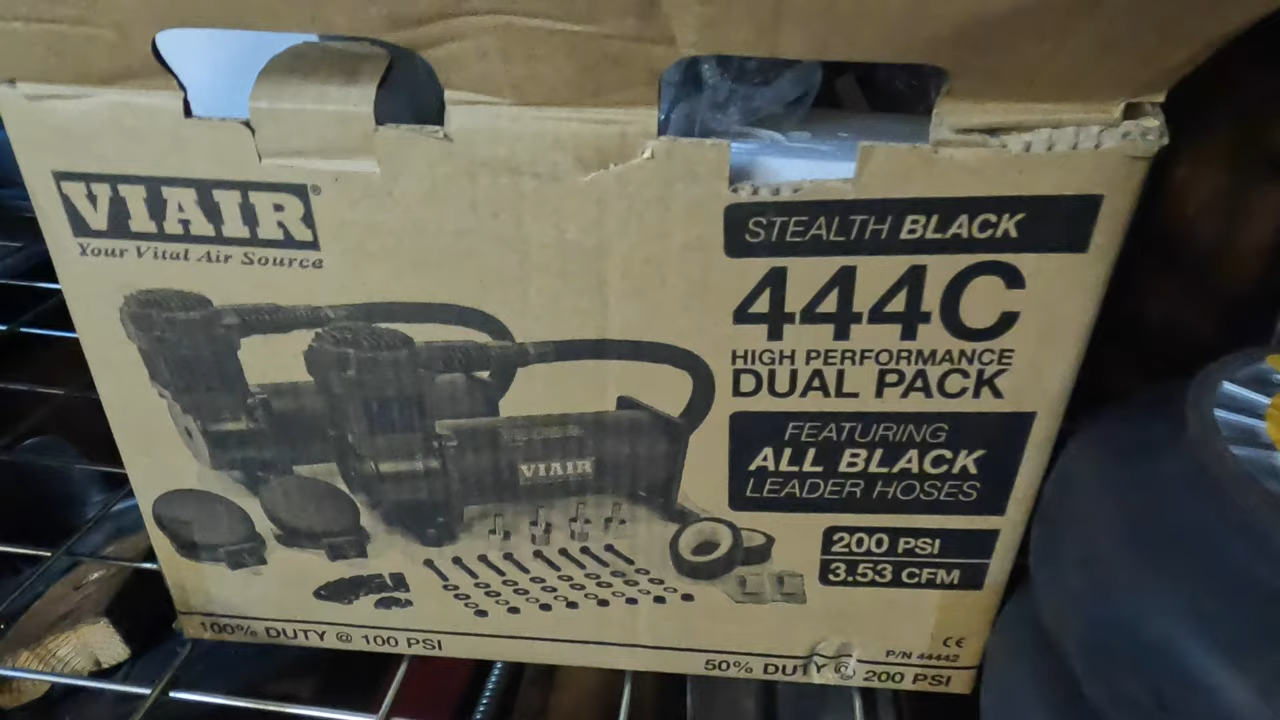 VIAIR®
Your Vital Air Source
STEALTH BLACK
444C
HIGH PERFORMANCE
DUAL PACK
FEATURING
ALL BLACK
LEADER HOSES
VIAIR
200 PSI
3.53 CFM
100% DUTY @ 100 PSI
CE
P/N 44442
50% DUTY @ 200 PSI